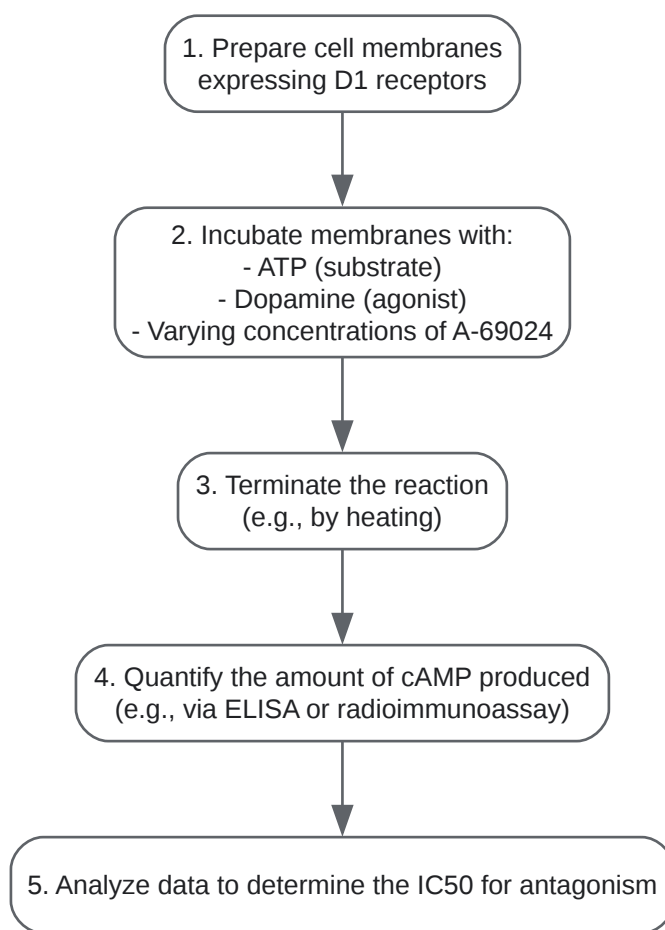 1. Prepare cell membranes
expressing D1 receptors
2. Incubate membranes with:
- ATP (substrate)
- Dopamine (agonist)
- Varying concentrations of A-69024
3. Terminate the reaction
(e.g., by heating)
4. Quantify the amount of cAMP produced
(e.g., via ELISA or radioimmunoassay)
5. Analyze data to determine the IC50 for antagonism